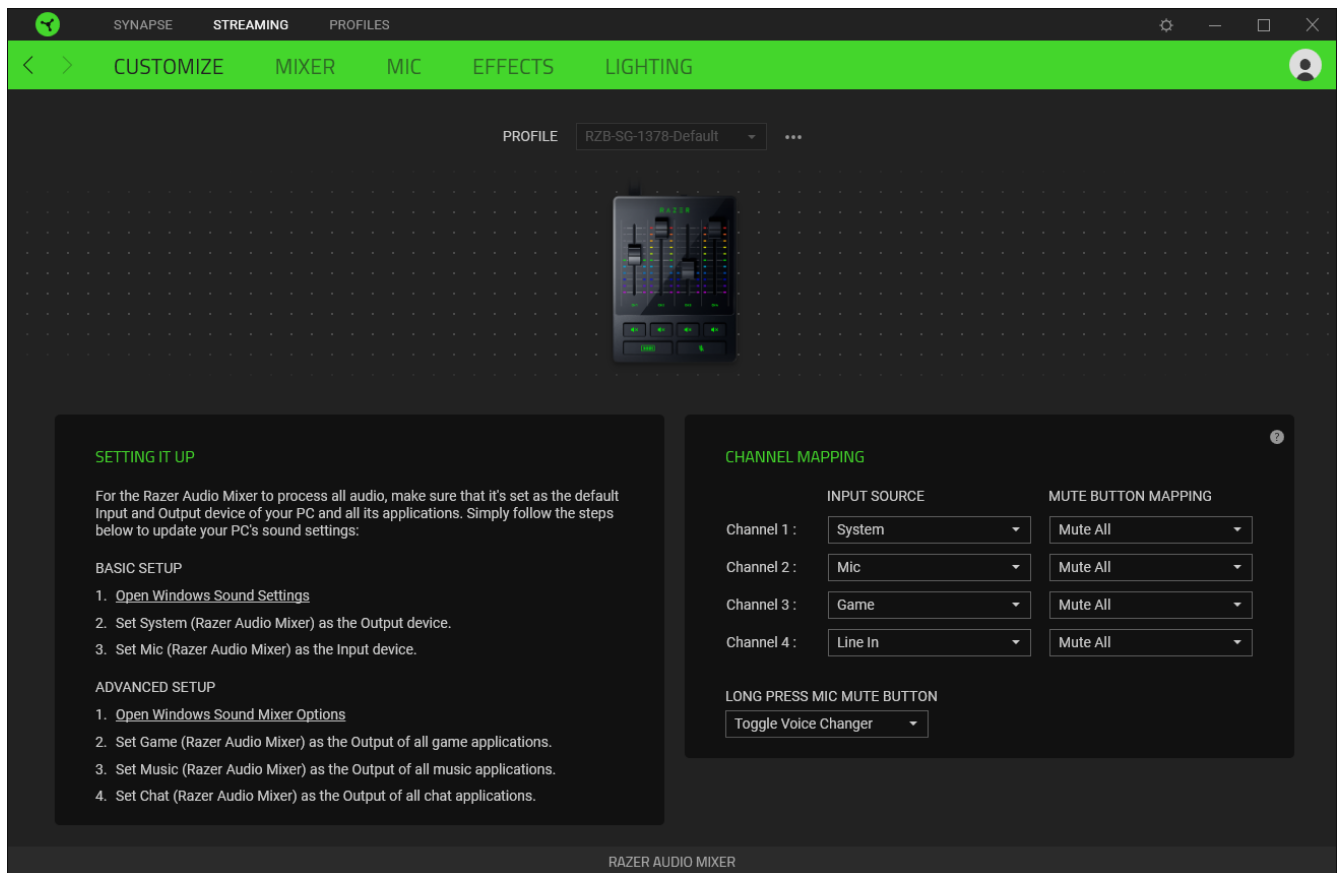 SYNAPSE STREAMING PROFILES
CUSTOMIZE MIXER MIC EFFECTS LIGHTING
PROFILE RZB-SG-1378-Default
RAZER
SETTING IT UP
For the Razer Audio Mixer to process all audio, make sure that it's set as the default
Input and Output device of your PC and all its applications. Simply follow the steps
below to update your PC's sound settings:
BASIC SETUP
1. Open Windows Sound Settings
2. Set System (Razer Audio Mixer) as the Output device.
3. Set Mic (Razer Audio Mixer) as the Input device.
ADVANCED SETUP
1. Open Windows Sound Mixer Options
2. Set Game (Razer Audio Mixer) as the Output of all game applications.
3. Set Music (Razer Audio Mixer) as the Output of all music applications.
4. Set Chat (Razer Audio Mixer) as the Output of all chat applications.
?
CHANNEL MAPPING
INPUT SOURCE MUTE BUTTON MAPPING
Channel 1 : System Mute All
Channel 2 : Mic Mute All
Channel 3 : Game Mute All
Channel 4 : Line In Mute All
LONG PRESS MIC MUTE BUTTON
Toggle Voice Changer
RAZER AUDIO MIXER